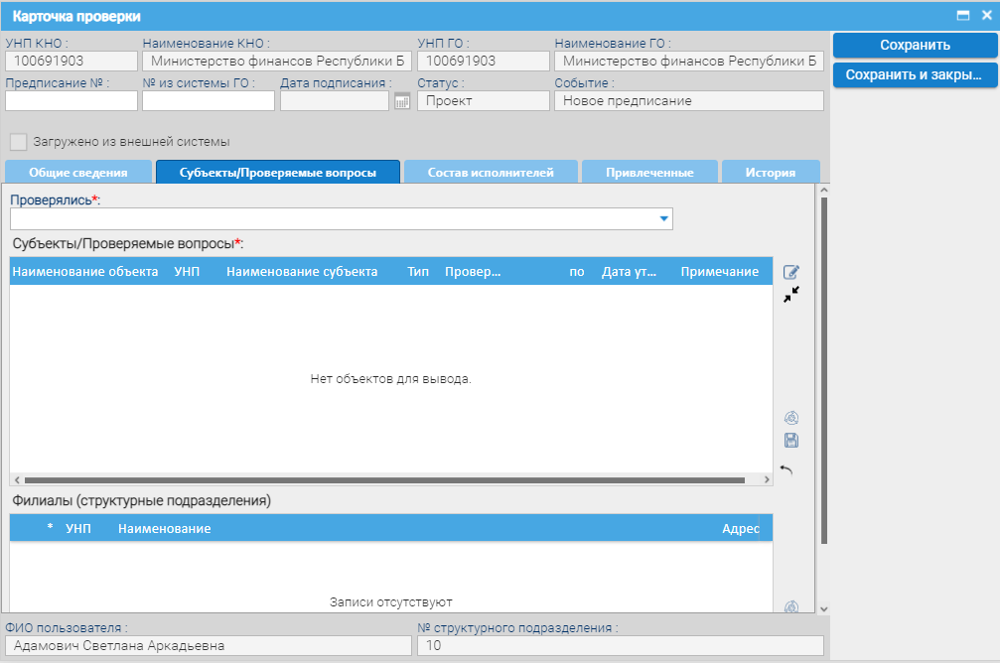 Карточка проверки
УНП КНО : Наименование КНО : УНП ГО : Наименование ГО :
100691903 Министерство финансов Республики Б 100691903 Министерство финансов Республики Б
Предписание № : № из системы ГО : Дата подписания : Статус : Событие :
Проект Новое предписание
Загружено из внешней системы
Сохранить
Сохранить и закры...
Общие сведения Субъекты/Проверяемые вопросы Состав исполнителей Привлеченные История
Проверялись*:
Субъекты/Проверяемые вопросы*:
Наименование объекта УНП Наименование субъекта Тип Провер... по Дата ут... Примечание
Нет объектов для вывода.
Филиалы (структурные подразделения)
* УНП Наименование Адрес
Записи отсутствуют
ФИО пользователя : № структурного подразделения :
Адамович Светлана Аркадьевна 10